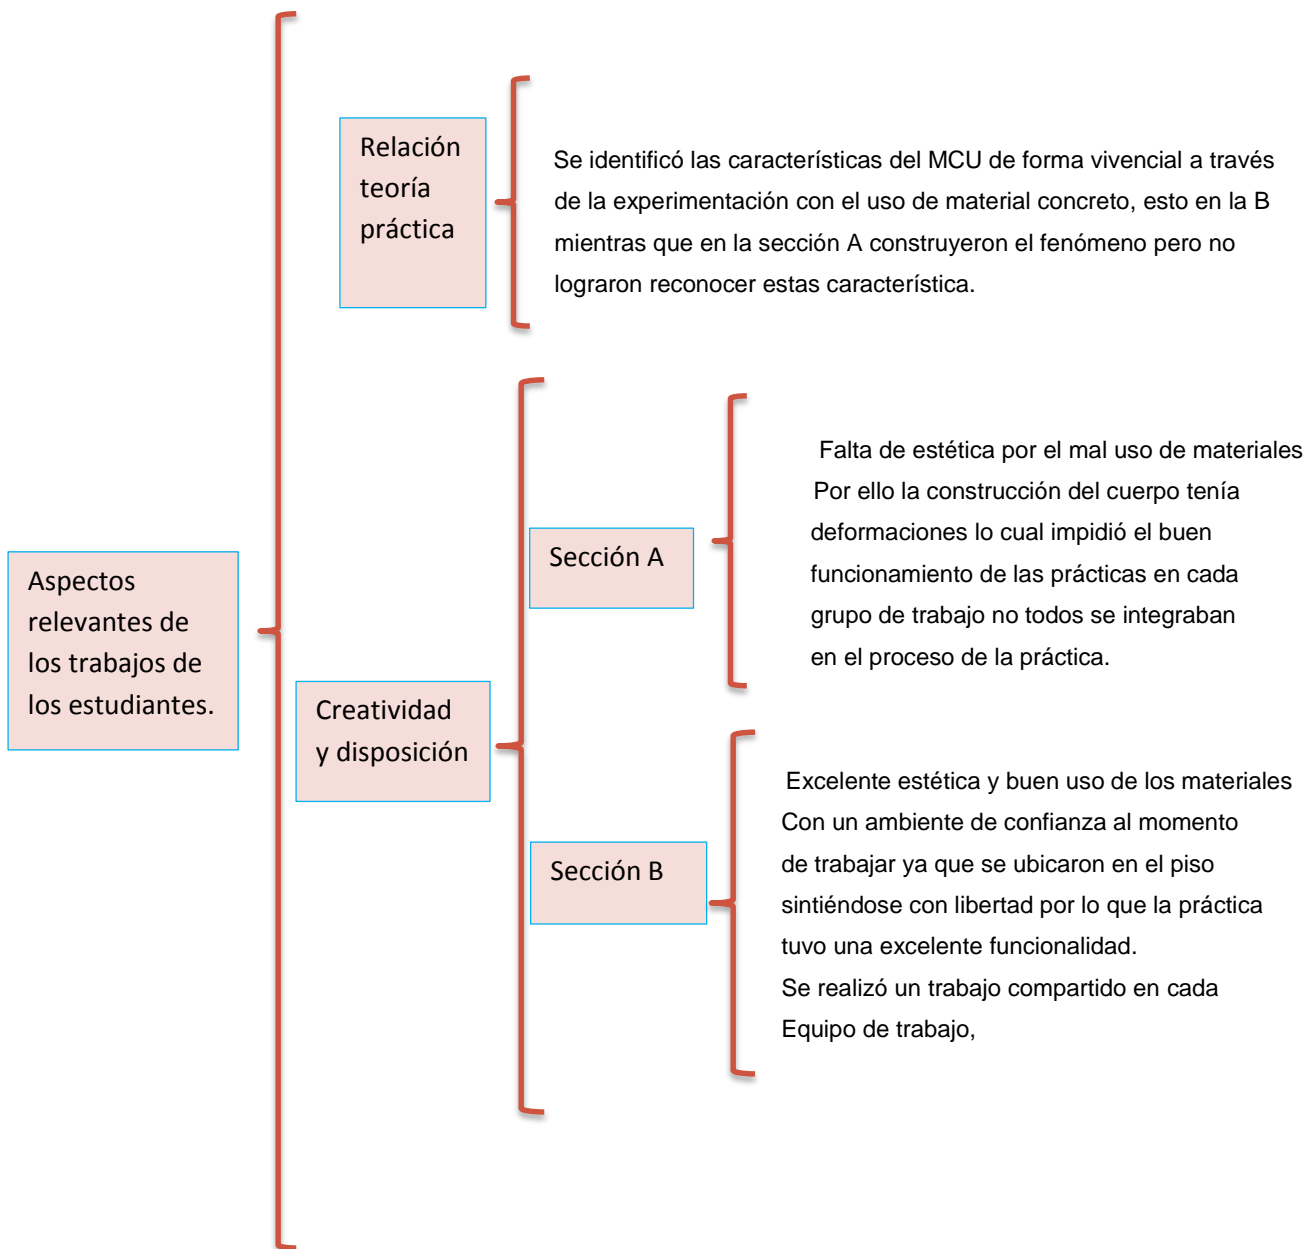 Relación
teoría
práctica
Se identificó las características del MCU de forma vivencial a través
de la experimentación con el uso de material concreto, esto en la B
mientras que en la sección A construyeron el fenómeno pero no
lograron reconocer estas característica.
Aspectos
relevantes de
los trabajos de
los estudiantes.
Creatividad
y disposición
Sección A
Falta de estética por el mal uso de materiales
Por ello la construcción del cuerpo tenía
deformaciones lo cual impidió el buen
funcionamiento de las prácticas en cada
grupo de trabajo no todos se integraban
en el proceso de la práctica.
Sección B
Excelente estética y buen uso de los materiales
Con un ambiente de confianza al momento
de trabajar ya que se ubicaron en el piso
sintiéndose con libertad por lo que la práctica
tuvo una excelente funcionalidad.
Se realizó un trabajo compartido en cada
Equipo de trabajo,